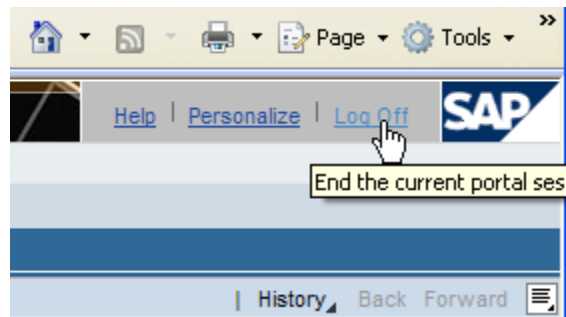 Page Tools »
Help | Personalize | Log Off SAP
End the current portal ses
| History Back Forward